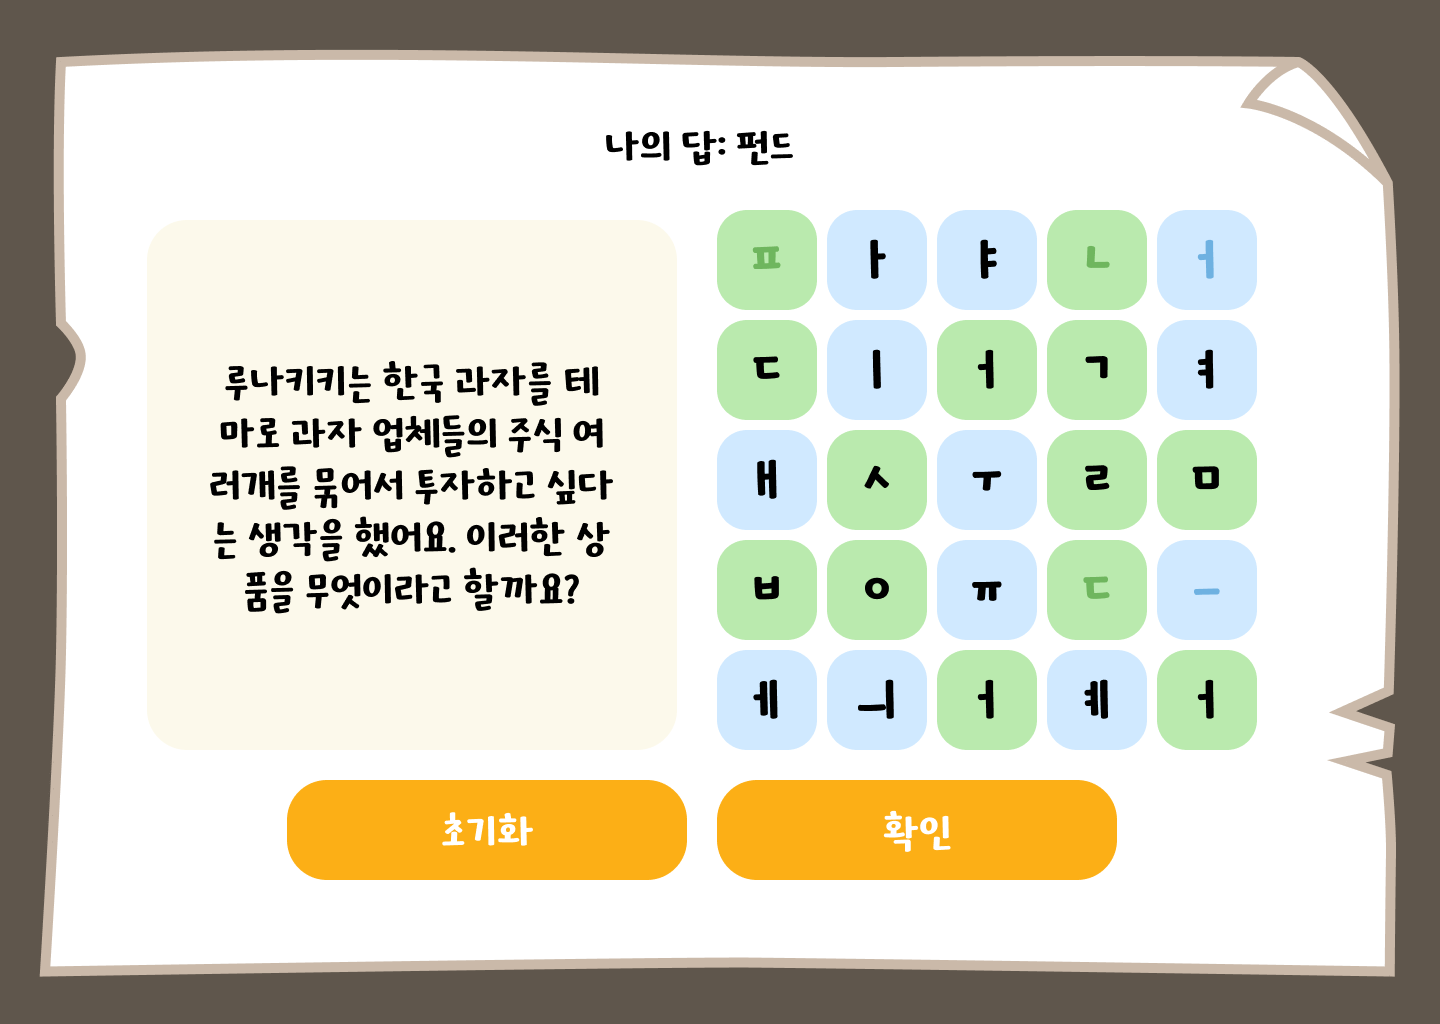 나의 답: 펀드
루나키키는 한국 과자를 테
마로 과자 업체들의 주식 여
러개를 묶어서 투자하고 싶다
는 생각을 했어요. 이러한 상
품을 무엇이라고 할까요?
ㅍ ㅏ ㅑ ㄴ ㅓ
ㄷ ㅣ ㅓ ㄱ ㅕ
ㅐ ㅅ ㅜ ㄹ ㅁ
ㅂ ㅇ ㅠ ㄷ ㅡ
ㅔ ㅢ ㅓ ㅖ ㅓ
초기화 확인